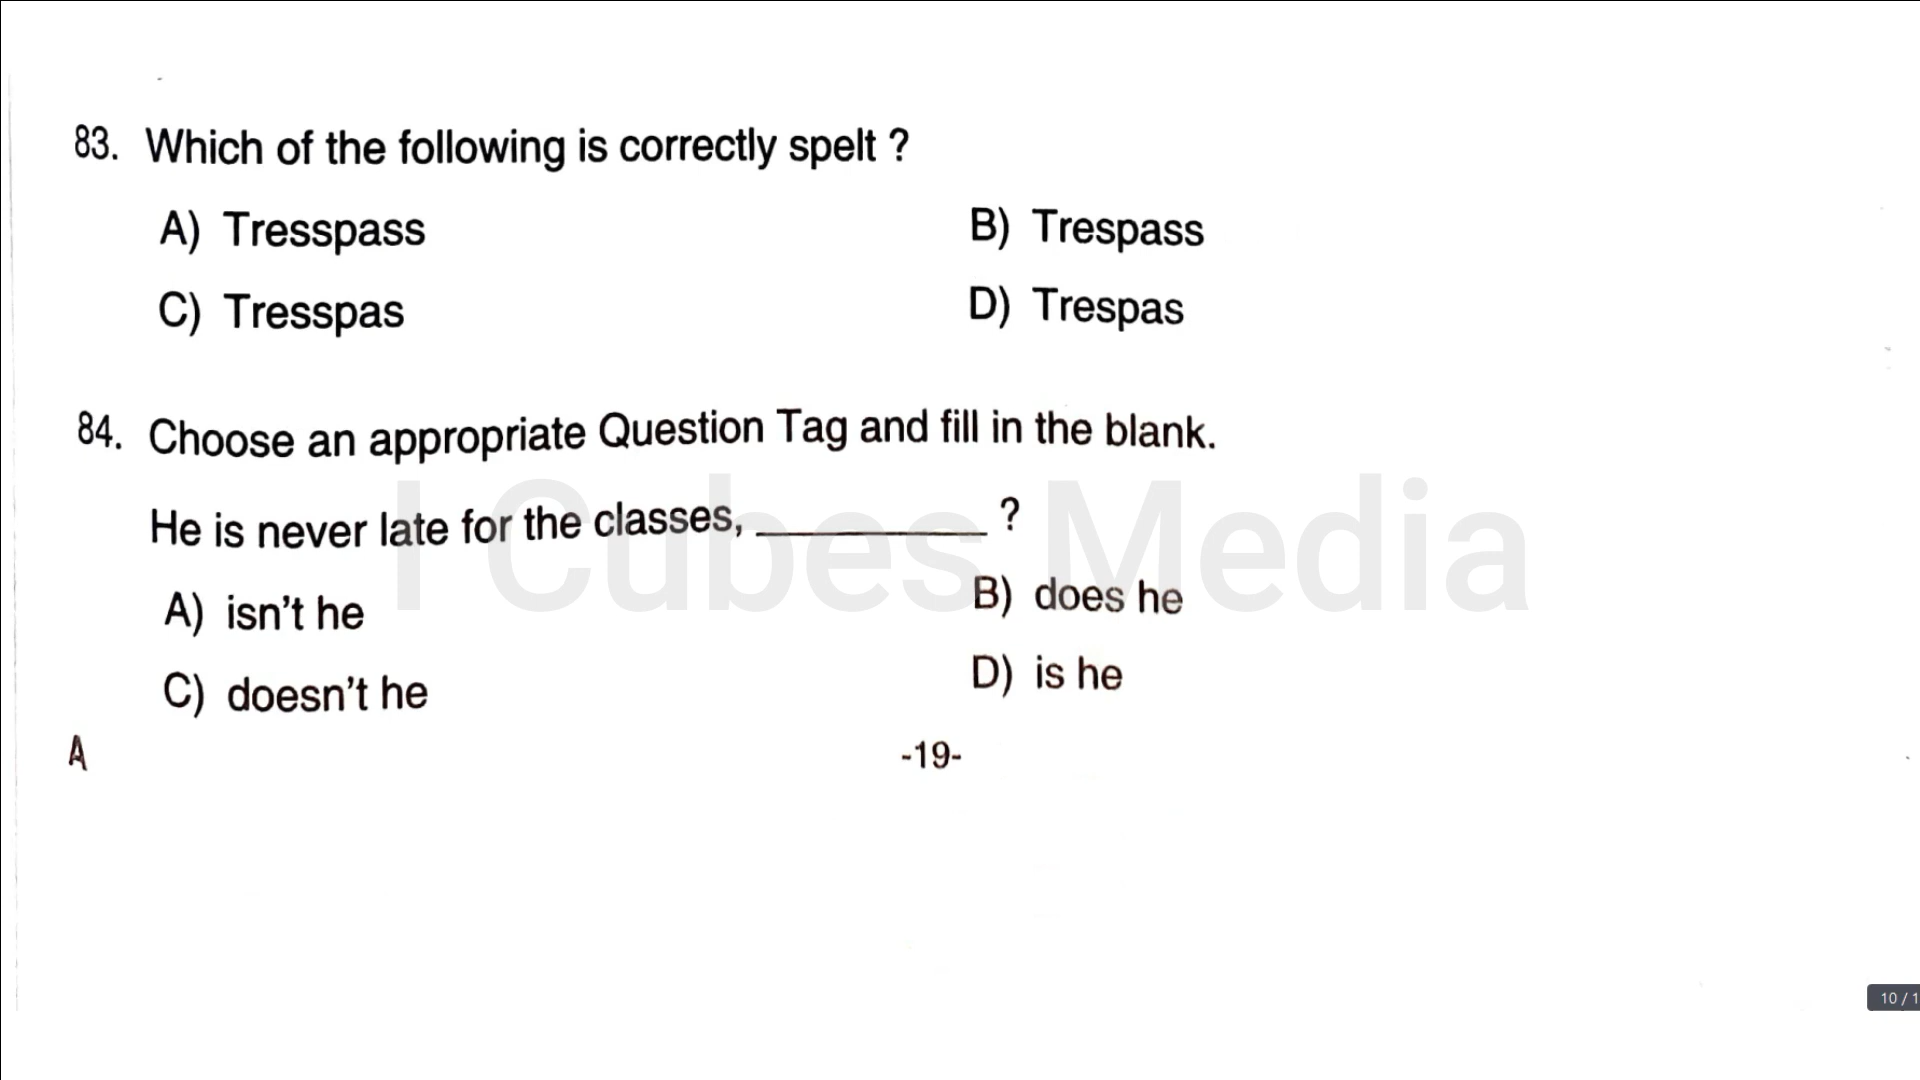 83. Which of the following is correctly spelt ?
A) Tresspass
B) Trespass
C) Tresspas
D) Trespas
84. Choose an appropriate Question Tag and fill in the blank.
He is never late for the classes, __________ ?
A) isn't he
B) does he
C) doesn't he
D) is he
I Cubes Media
A
-19-
10 / 1